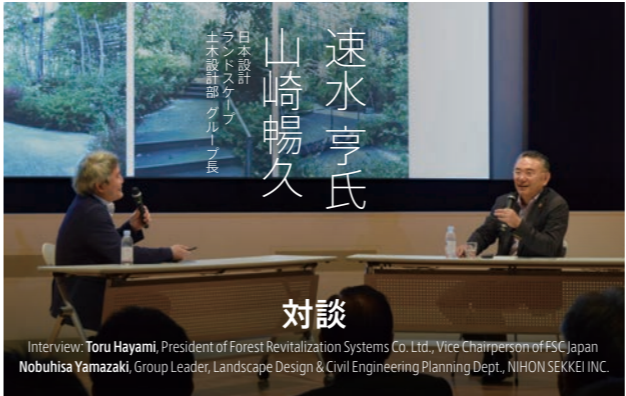 速水 亨氏
山崎暢久
日本設計
ランドスケープ
土木設計部 グループ長
対談
Interview: Toru Hayami, President of Forest Revitalization Systems Co. Ltd., Vice Chairperson of FSC Japan
Nobuhisa Yamazaki, Group Leader, Landscape Design & Civil Engineering Planning Dept., NIHON SEKKEI INC.